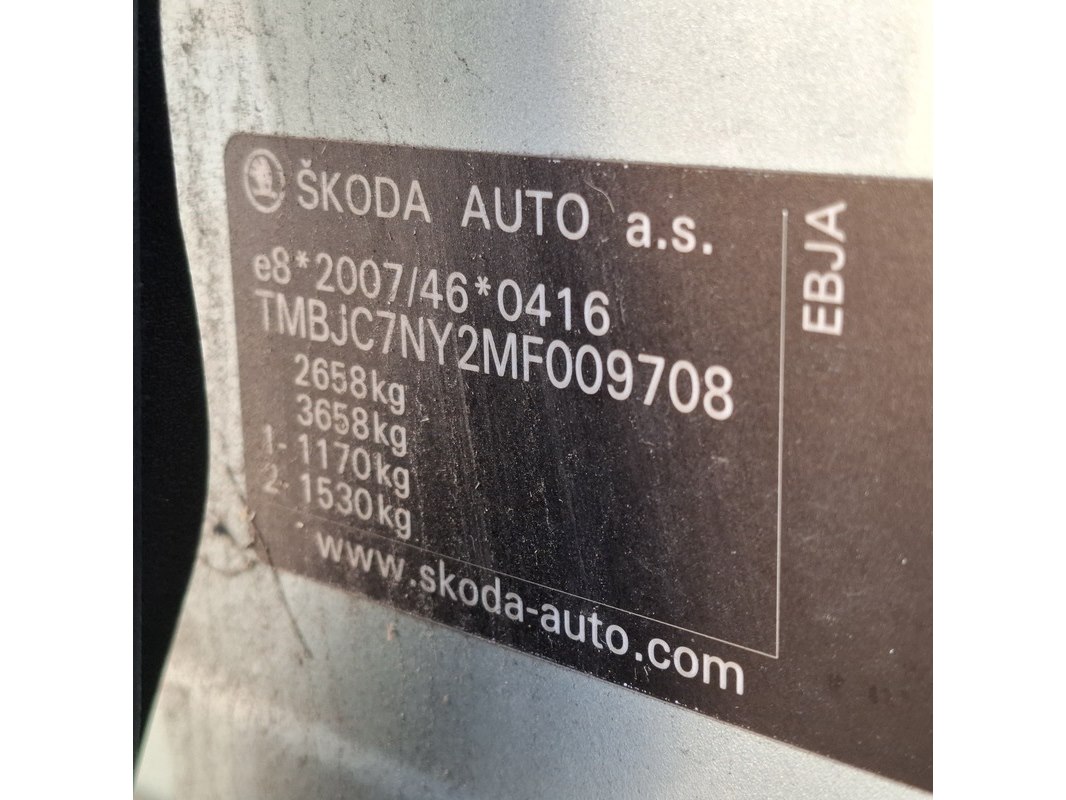 ŠKODA AUTO a.s.
e8*2007/46*0416
TMBJC7NY2MF009708
2658kg
3658kg
1- 1170kg
2- 1530kg
www.skoda-auto.com
EBJA